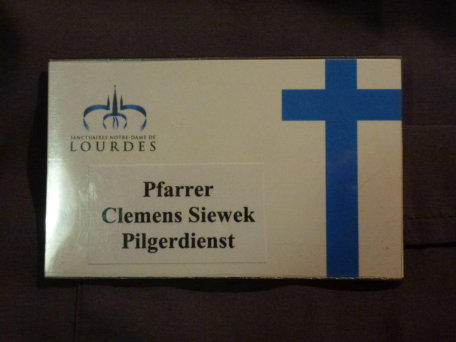 SANCTUAIRES NOTRE-DAME DE
LOURDES
Pfarrer
Clemens Siewek
Pilgerdienst